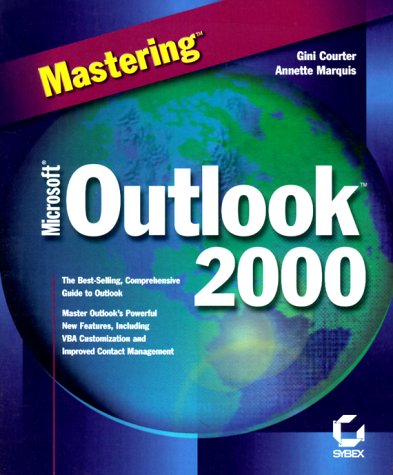 Mastering™
Gini Courter
Annette Marquis
Microsoft®
Outlook™
2000
The Best-Selling, Comprehensive
Guide to Outlook
Master Outlook's Powerful
New Features, Including
VBA Customization and
Improved Contact Management
SYBEX